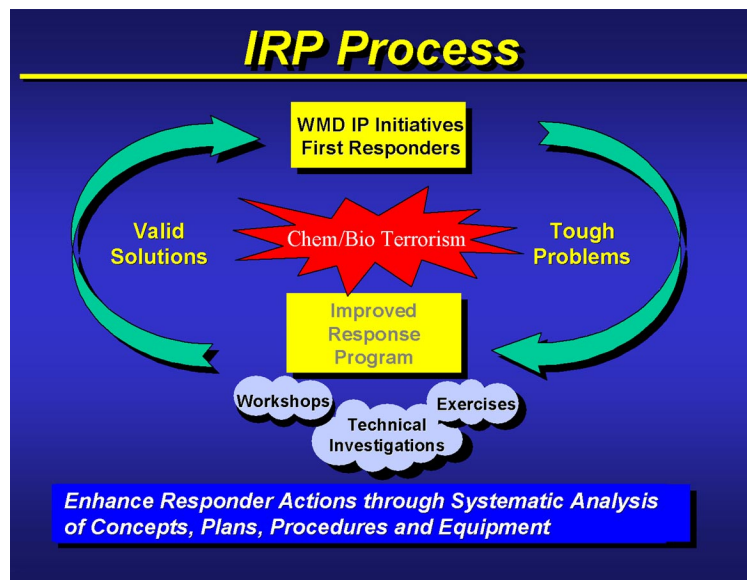 IRP Process
WMD IP Initiatives
First Responders
Valid
Solutions
Chem/Bio Terrorism
Tough
Problems
Improved
Response
Program
Workshops
Exercises
Technical
Investigations
Enhance Responder Actions through Systematic Analysis
of Concepts, Plans, Procedures and Equipment